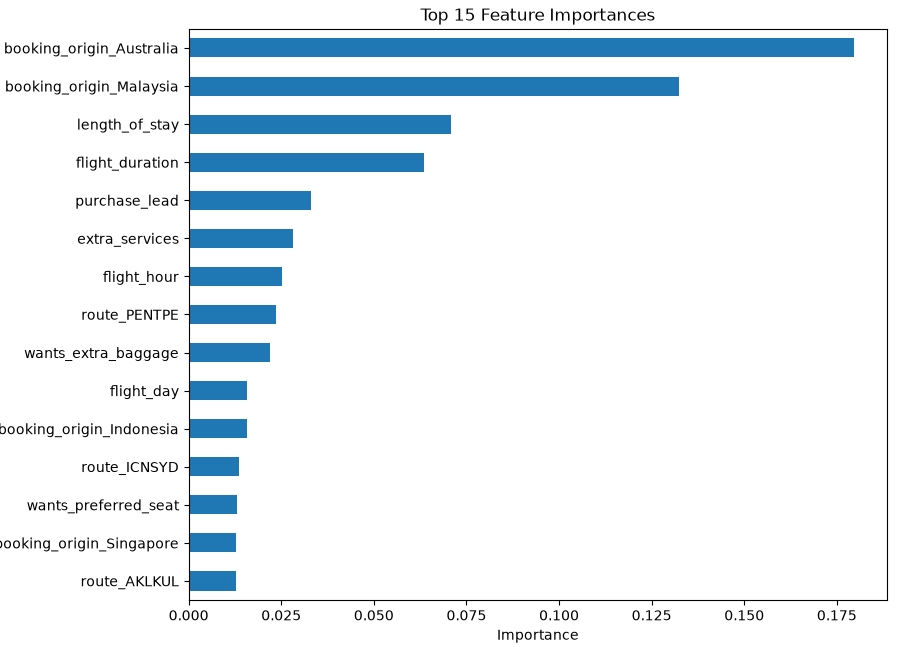 Top 15 Feature Importances
booking_origin_Australia
booking_origin_Malaysia
length_of_stay
flight_duration
purchase_lead
extra_services
flight_hour
route_PENTPE
wants_extra_baggage
flight_day
booking_origin_Indonesia
route_ICNSYD
wants_preferred_seat
booking_origin_Singapore
route_AKLKUL
0.000 0.025 0.050 0.075 0.100 0.125 0.150 0.175
Importance